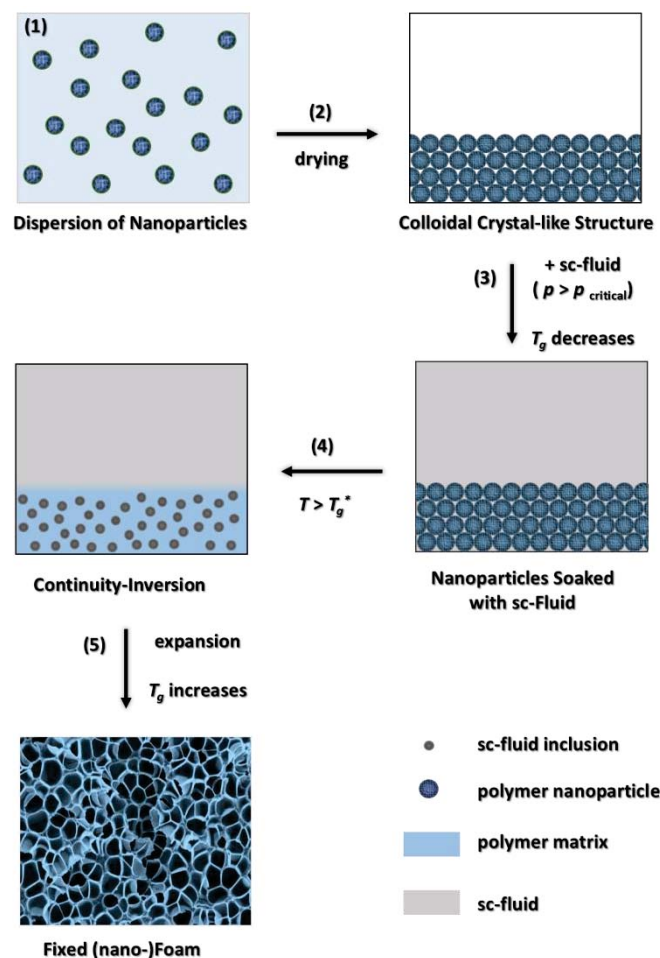 (1)
(2)
drying
Dispersion of Nanoparticles
Colloidal Crystal-like Structure
(3)
+ sc-fluid
( p > p critical)
Tg decreases
(4)
T > Tg*
Continuity-Inversion
Nanoparticles Soaked
with sc-Fluid
(5)
expansion
Tg increases
sc-fluid inclusion
polymer nanoparticle
polymer matrix
sc-fluid
Fixed (nano-)Foam